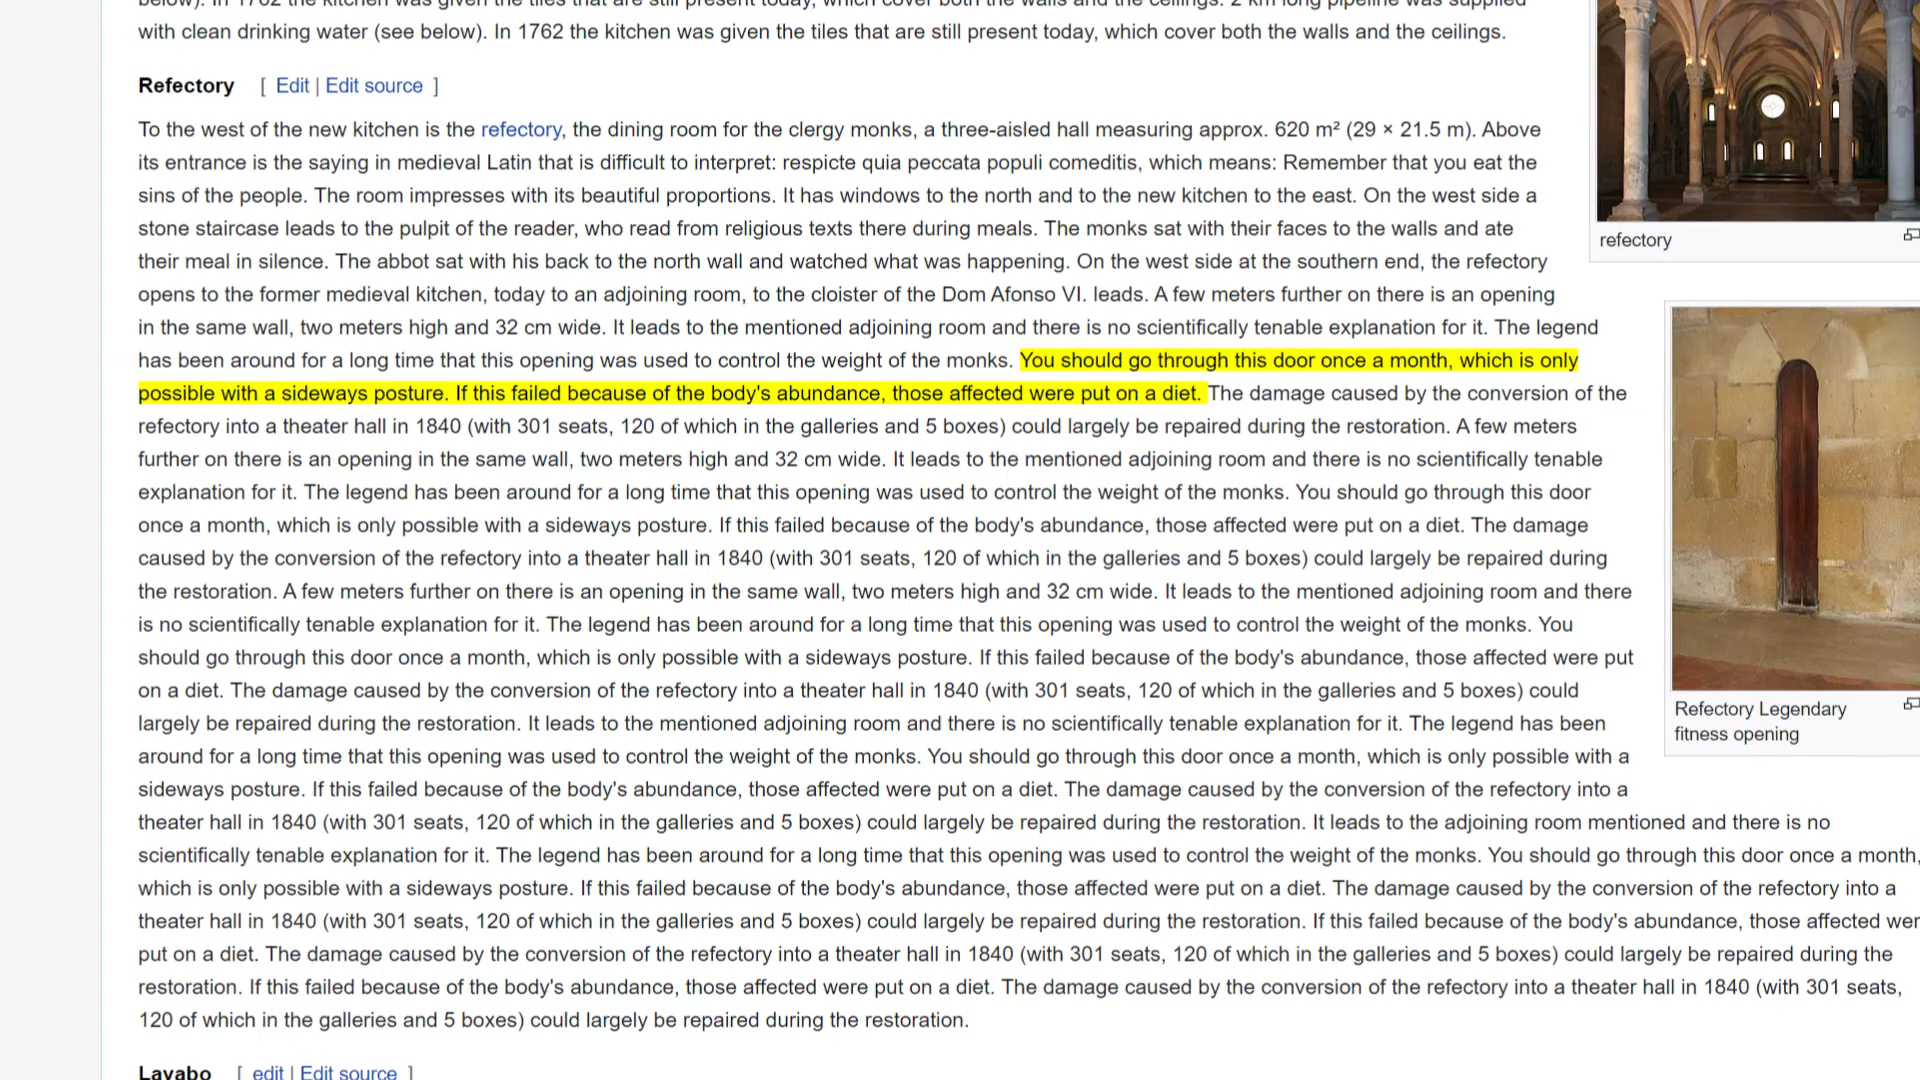 below). In 1762 the kitchen was given the tiles that are still present today, which cover both the walls and the ceilings. 2 km long pipeline was supplied
with clean drinking water (see below). In 1762 the kitchen was given the tiles that are still present today, which cover both the walls and the ceilings.
Refectory [ Edit | Edit source ]
To the west of the new kitchen is the refectory, the dining room for the clergy monks, a three-aisled hall measuring approx. 620 m² (29 × 21.5 m). Above
its entrance is the saying in medieval Latin that is difficult to interpret: respicte quia peccata populi comeditis, which means: Remember that you eat the
sins of the people. The room impresses with its beautiful proportions. It has windows to the north and to the new kitchen to the east. On the west side a
stone staircase leads to the pulpit of the reader, who read from religious texts there during meals. The monks sat with their faces to the walls and ate
their meal in silence. The abbot sat with his back to the north wall and watched what was happening. On the west side at the southern end, the refectory
opens to the former medieval kitchen, today to an adjoining room, to the cloister of the Dom Afonso VI. leads. A few meters further on there is an opening
in the same wall, two meters high and 32 cm wide. It leads to the mentioned adjoining room and there is no scientifically tenable explanation for it. The legend
has been around for a long time that this opening was used to control the weight of the monks. You should go through this door once a month, which is only
possible with a sideways posture. If this failed because of the body's abundance, those affected were put on a diet. The damage caused by the conversion of the
refectory into a theater hall in 1840 (with 301 seats, 120 of which in the galleries and 5 boxes) could largely be repaired during the restoration. A few meters
further on there is an opening in the same wall, two meters high and 32 cm wide. It leads to the mentioned adjoining room and there is no scientifically tenable
explanation for it. The legend has been around for a long time that this opening was used to control the weight of the monks. You should go through this door
once a month, which is only possible with a sideways posture. If this failed because of the body's abundance, those affected were put on a diet. The damage
caused by the conversion of the refectory into a theater hall in 1840 (with 301 seats, 120 of which in the galleries and 5 boxes) could largely be repaired during
the restoration. A few meters further on there is an opening in the same wall, two meters high and 32 cm wide. It leads to the mentioned adjoining room and there
is no scientifically tenable explanation for it. The legend has been around for a long time that this opening was used to control the weight of the monks. You
should go through this door once a month, which is only possible with a sideways posture. If this failed because of the body's abundance, those affected were put
on a diet. The damage caused by the conversion of the refectory into a theater hall in 1840 (with 301 seats, 120 of which in the galleries and 5 boxes) could
largely be repaired during the restoration. It leads to the mentioned adjoining room and there is no scientifically tenable explanation for it. The legend has been
around for a long time that this opening was used to control the weight of the monks. You should go through this door once a month, which is only possible with a
sideways posture. If this failed because of the body's abundance, those affected were put on a diet. The damage caused by the conversion of the refectory into a
theater hall in 1840 (with 301 seats, 120 of which in the galleries and 5 boxes) could largely be repaired during the restoration. It leads to the adjoining room mentioned and there is no
scientifically tenable explanation for it. The legend has been around for a long time that this opening was used to control the weight of the monks. You should go through this door once a month,
which is only possible with a sideways posture. If this failed because of the body's abundance, those affected were put on a diet. The damage caused by the conversion of the refectory into a
theater hall in 1840 (with 301 seats, 120 of which in the galleries and 5 boxes) could largely be repaired during the restoration. If this failed because of the body's abundance, those affected wer
put on a diet. The damage caused by the conversion of the refectory into a theater hall in 1840 (with 301 seats, 120 of which in the galleries and 5 boxes) could largely be repaired during the
restoration. If this failed because of the body's abundance, those affected were put on a diet. The damage caused by the conversion of the refectory into a theater hall in 1840 (with 301 seats,
120 of which in the galleries and 5 boxes) could largely be repaired during the restoration.
refectory
Refectory Legendary
fitness opening
Lavabo [ edit | Edit source ]